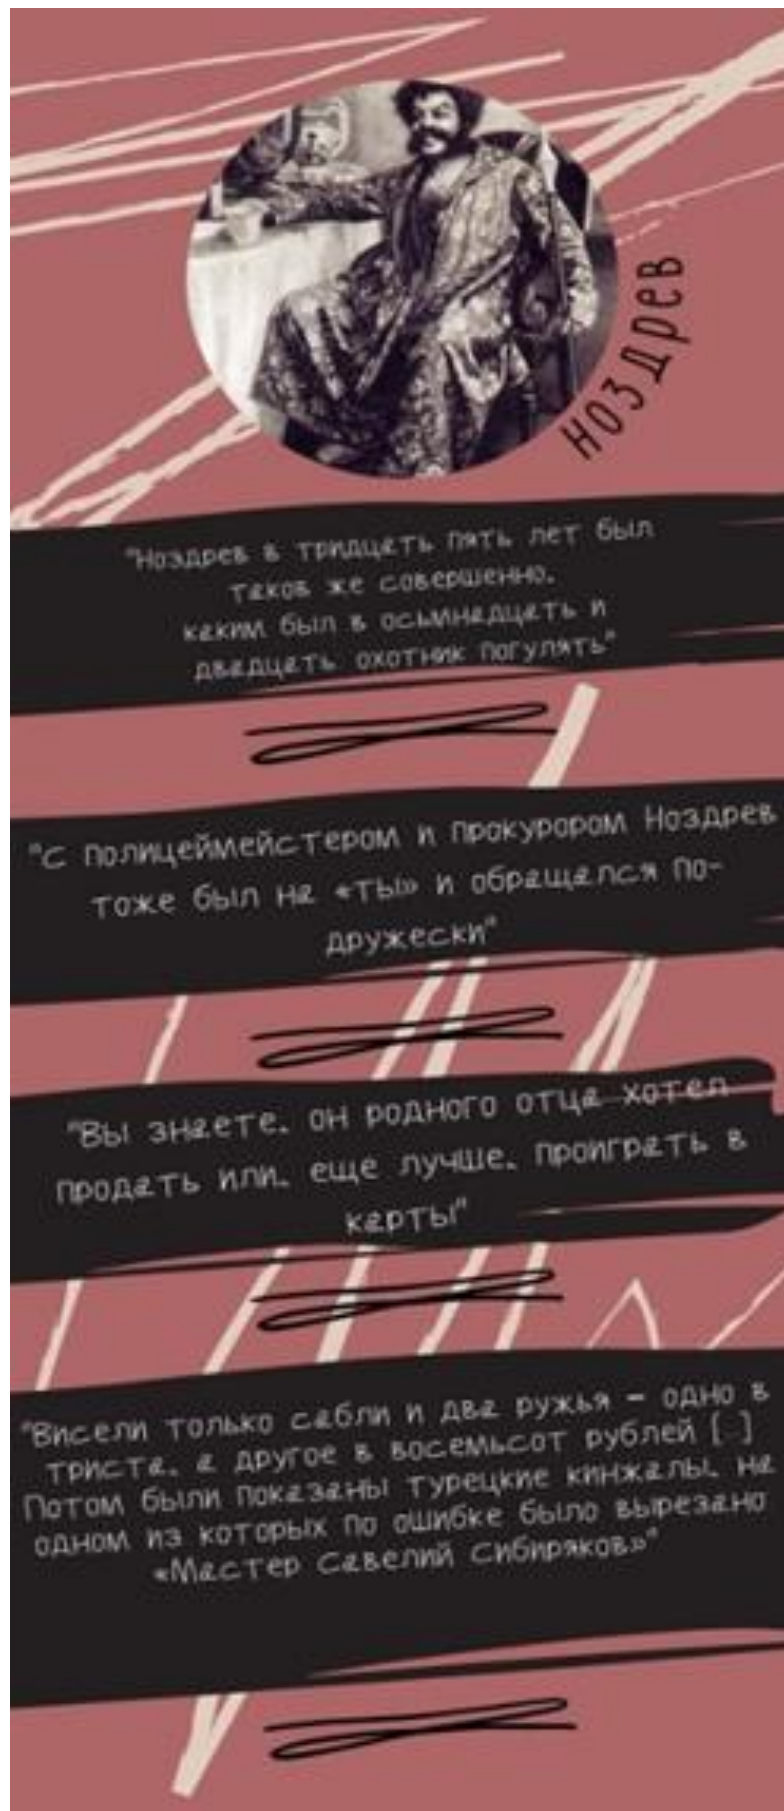 Ноздрев
"Ноздрев в тридцать пять лет был
таков же совершенно,
каким был в осьмнадцать и
двадцать охотник погулять"
"С полицеймейстером и прокурором Ноздрев
тоже был на «ты» и обращался по-
дружески"
"Вы знаете, он родного отца хотел
продать или, еще лучше, проиграть в
карты"
"Висели только сабли и два ружья – одно в
триста, а другое в восемьсот рублей [ ]
Потом были показаны турецкие кинжалы, на
одном из которых по ошибке было вырезано
«Мастер Савелий Сибиряков»"